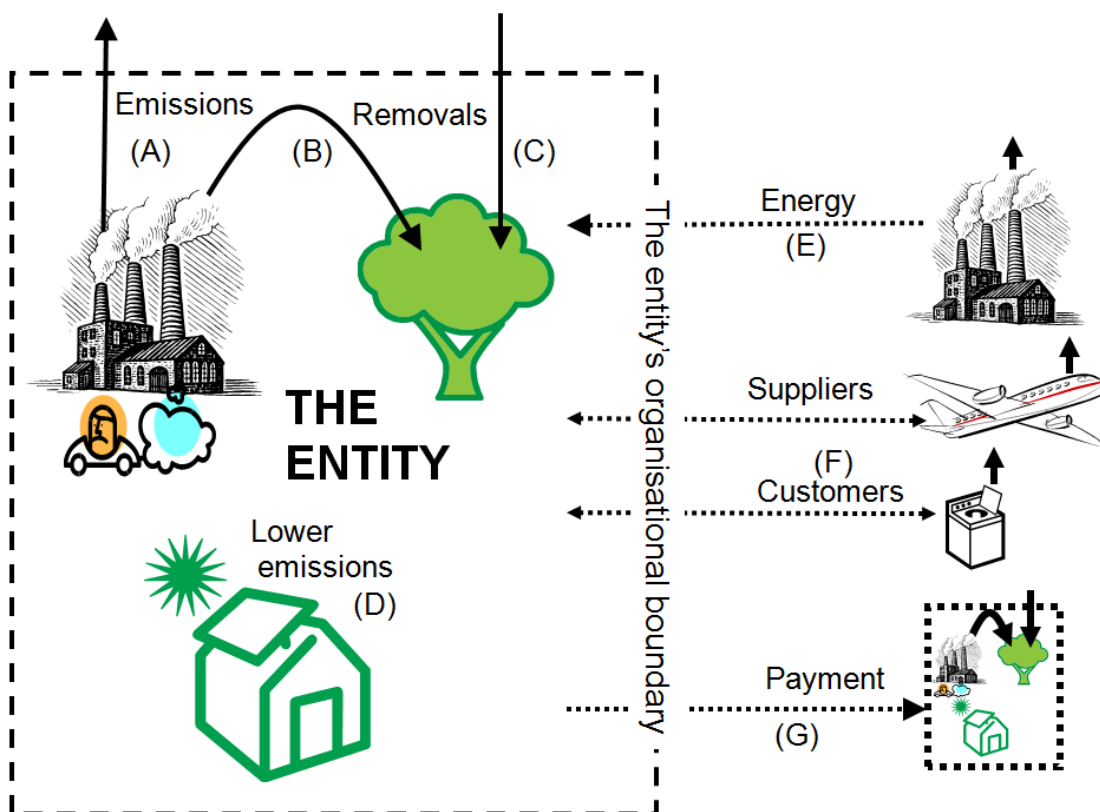 Emissions
(A)
(B)
Removals
(C)
THE
ENTITY
Lower
emissions
(D)
The entity's organisational boundary
Energy
(E)
Suppliers
(F)
Customers
Payment
(G)